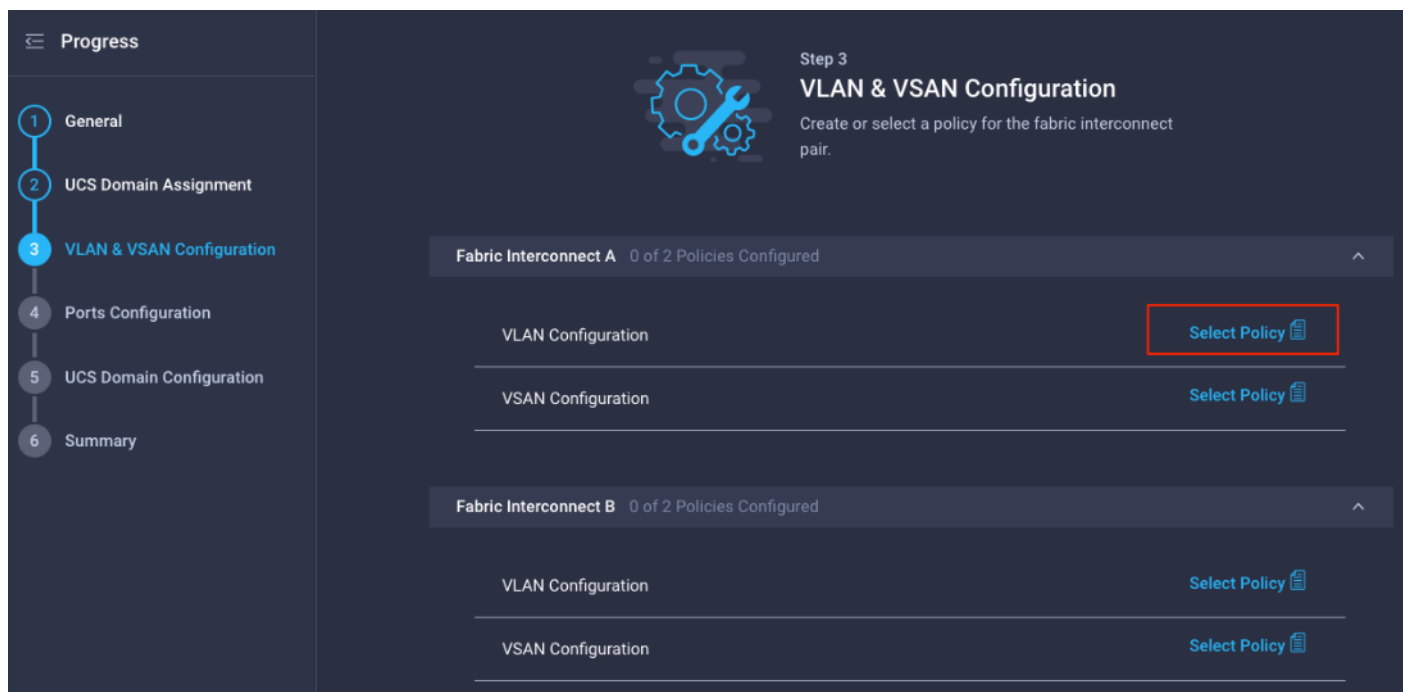 Progress
1 General
2 UCS Domain Assignment
3 VLAN & VSAN Configuration
4 Ports Configuration
5 UCS Domain Configuration
6 Summary
Step 3
VLAN & VSAN Configuration
Create or select a policy for the fabric interconnect
pair.
Fabric Interconnect A 0 of 2 Policies Configured
VLAN Configuration Select Policy
VSAN Configuration Select Policy
Fabric Interconnect B 0 of 2 Policies Configured
VLAN Configuration Select Policy
VSAN Configuration Select Policy